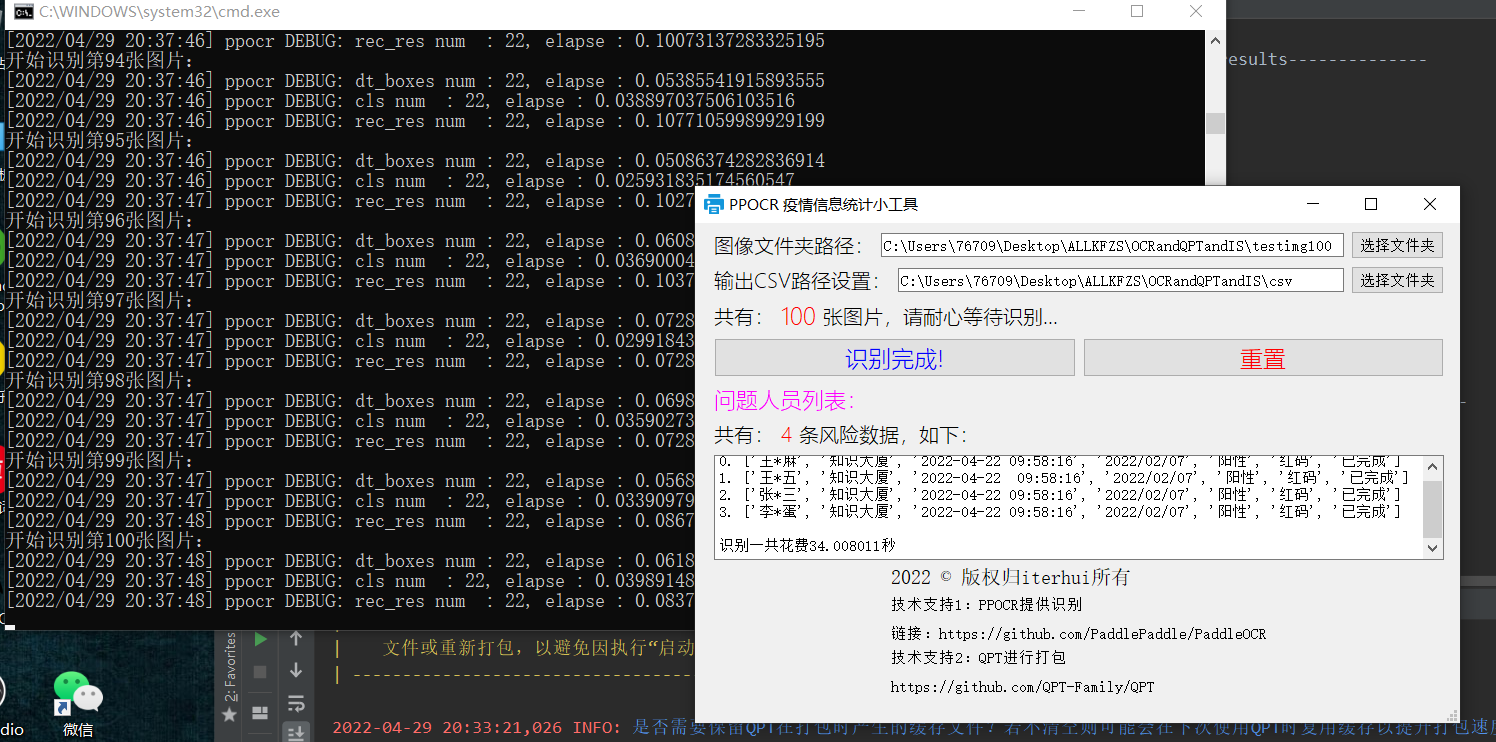 C:\WINDOWS\system32\cmd.exe
[2022/04/29 20:37:46] ppocr DEBUG: rec_res num  : 22, elapse : 0.10073137283325195
开始识别第94张图片:
[2022/04/29 20:37:46] ppocr DEBUG: dt_boxes num : 22, elapse : 0.05385541915893555
[2022/04/29 20:37:46] ppocr DEBUG: cls num  : 22, elapse : 0.038897037506103516
[2022/04/29 20:37:46] ppocr DEBUG: rec_res num  : 22, elapse : 0.10771059989929199
开始识别第95张图片:
[2022/04/29 20:37:46] ppocr DEBUG: dt_boxes num : 22, elapse : 0.05086374282836914
[2022/04/29 20:37:46] ppocr DEBUG: cls num  : 22, elapse : 0.025931835174560547
[2022/04/29 20:37:47] ppocr DEBUG: rec_res num  : 22, elapse : 0.1027
开始识别第96张图片:
[2022/04/29 20:37:47] ppocr DEBUG: dt_boxes num : 22, elapse : 0.0608
[2022/04/29 20:37:47] ppocr DEBUG: cls num  : 22, elapse : 0.03690004
[2022/04/29 20:37:47] ppocr DEBUG: rec_res num  : 22, elapse : 0.1037
开始识别第97张图片:
[2022/04/29 20:37:47] ppocr DEBUG: dt_boxes num : 22, elapse : 0.0728
[2022/04/29 20:37:47] ppocr DEBUG: cls num  : 22, elapse : 0.02991843
[2022/04/29 20:37:47] ppocr DEBUG: rec_res num  : 22, elapse : 0.0728
开始识别第98张图片:
[2022/04/29 20:37:47] ppocr DEBUG: dt_boxes num : 22, elapse : 0.0698
[2022/04/29 20:37:47] ppocr DEBUG: cls num  : 22, elapse : 0.03590273
[2022/04/29 20:37:47] ppocr DEBUG: rec_res num  : 22, elapse : 0.0728
开始识别第99张图片:
[2022/04/29 20:37:47] ppocr DEBUG: dt_boxes num : 22, elapse : 0.0568
[2022/04/29 20:37:47] ppocr DEBUG: cls num  : 22, elapse : 0.03390979
[2022/04/29 20:37:48] ppocr DEBUG: rec_res num  : 22, elapse : 0.0867
开始识别第100张图片:
[2022/04/29 20:37:48] ppocr DEBUG: dt_boxes num : 22, elapse : 0.0618
[2022/04/29 20:37:48] ppocr DEBUG: cls num  : 22, elapse : 0.03989148
[2022/04/29 20:37:48] ppocr DEBUG: rec_res num  : 22, elapse : 0.0837
esults--------------
PPOCR 疫情信息统计小工具
图像文件夹路径： C:\Users\76709\Desktop\ALLKFZS\OCRandQPTandIS\testimg100 选择文件夹
输出CSV路径设置： C:\Users\76709\Desktop\ALLKFZS\OCRandQPTandIS\csv 选择文件夹
共有： 100 张图片，请耐心等待识别...
识别完成! 重置
问题人员列表:
共有： 4 条风险数据，如下:
0. ['王*麻', '知识大厦', '2022-04-22 09:58:16', '2022/02/07', '阳性', '红码', '已完成']
1. ['王*五', '知识大厦', '2022-04-22  09:58:16', '2022/02/07', '阳性', '红码', '已完成']
2. ['张*三', '知识大厦', '2022-04-22 09:58:16', '2022/02/07', '阳性', '红码', '已完成']
3. ['李*蛋', '知识大厦', '2022-04-22 09:58:16', '2022/02/07', '阳性', '红码', '已完成']
识别一共花费34.008011秒
2022 © 版权归iterhui所有
技术支持1: PPOCR提供识别
链接: https://github.com/PaddlePaddle/PaddleOCR
技术支持2: QPT进行打包
https://github.com/QPT-Family/QPT
2: Favorites
| 文件或重新打包，以避免因执行“启动
| ----------------------------------
2022-04-29 20:33:21,026 INFO: 是否需要保留QPT在打包时产生的缓存文件？若不清空则可能会在下次使用QPT时复用缓存以提升打包速度
dio
微信